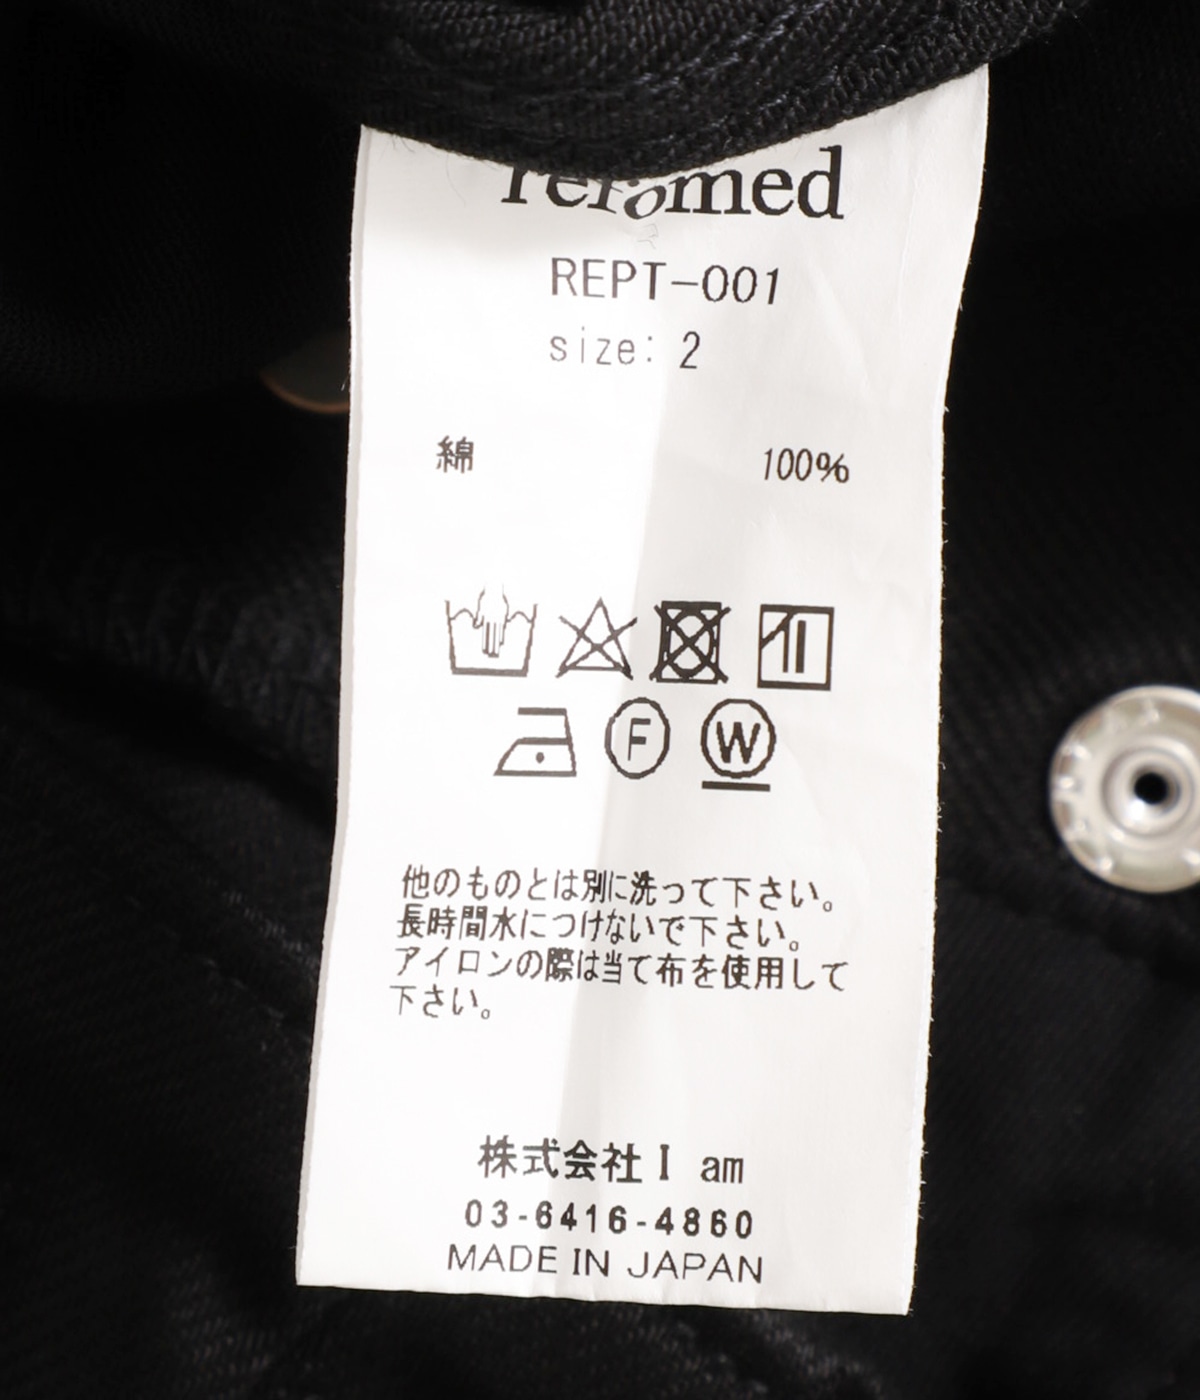 refomed
REPT-001
size: 2
綿 100%
F W
他のものとは別に洗って下さい。
長時間水につけないで下さい。
アイロンの際は当て布を使用して
下さい。
株式会社I am
03-6416-4860
MADE IN JAPAN